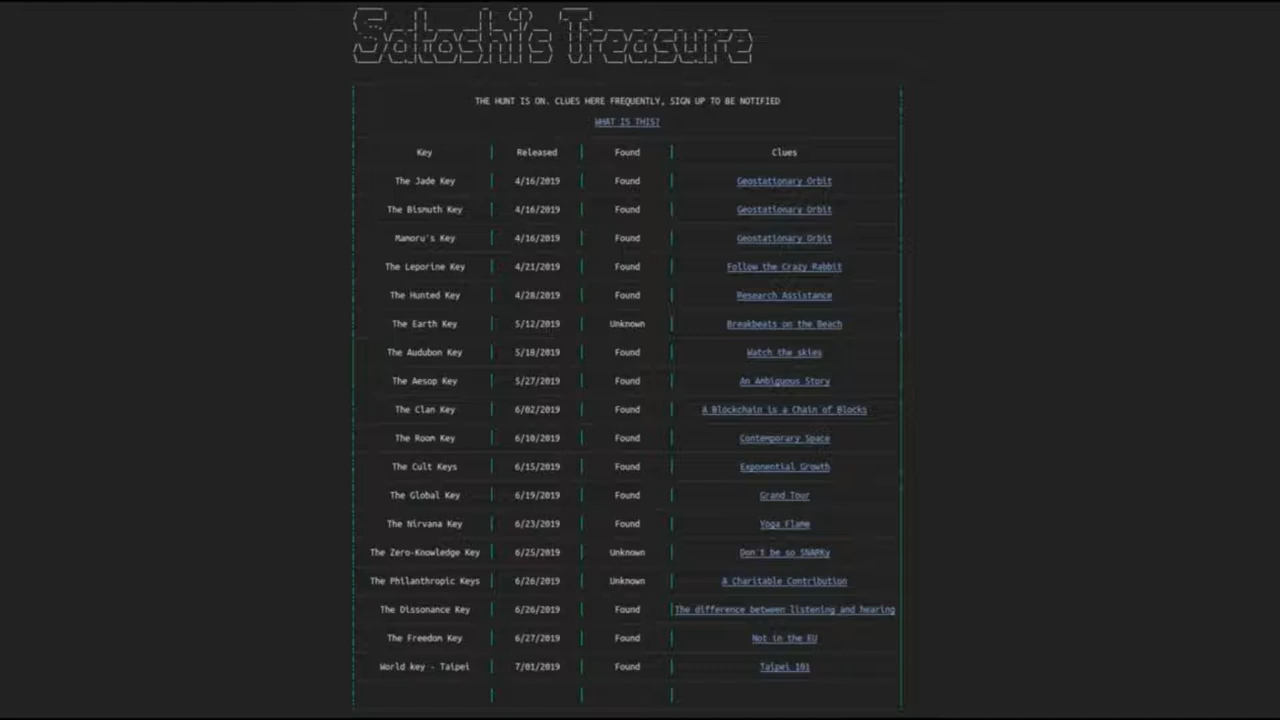 Satoshi's Treasure
THE HUNT IS ON. CLUES HERE FREQUENTLY, SIGN UP TO BE NOTIFIED
WHAT IS THIS?
Key | Released | Found | Clues
The Jade Key | 4/16/2019 | Found | Geostationary Orbit
The Bismuth Key | 4/16/2019 | Found | Geostationary Orbit
Mamoru's Key | 4/16/2019 | Found | Geostationary Orbit
The Leporine Key | 4/21/2019 | Found | Follow the Crazy Rabbit
The Hunted Key | 4/28/2019 | Found | Research Assistance
The Earth Key | 5/12/2019 | Unknown | Breakbeats on the Beach
The Audubon Key | 5/18/2019 | Found | Watch the skies
The Aesop Key | 5/27/2019 | Found | An Ambiguous Story
The Clan Key | 6/02/2019 | Found | A Blockchain is a Chain of Blocks
The Room Key | 6/10/2019 | Found | Contemporary Space
The Cult Keys | 6/15/2019 | Found | Exponential Growth
The Global Key | 6/19/2019 | Found | Grand Tour
The Nirvana Key | 6/23/2019 | Found | Yoga Flame
The Zero-Knowledge Key | 6/25/2019 | Unknown | Don't be so SNARKy
The Philanthropic Keys | 6/26/2019 | Unknown | A Charitable Contribution
The Dissonance Key | 6/26/2019 | Found | The difference between listening and hearing
The Freedom Key | 6/27/2019 | Found | Not in the EU
World key - Taipei | 7/01/2019 | Found | Taipei 101